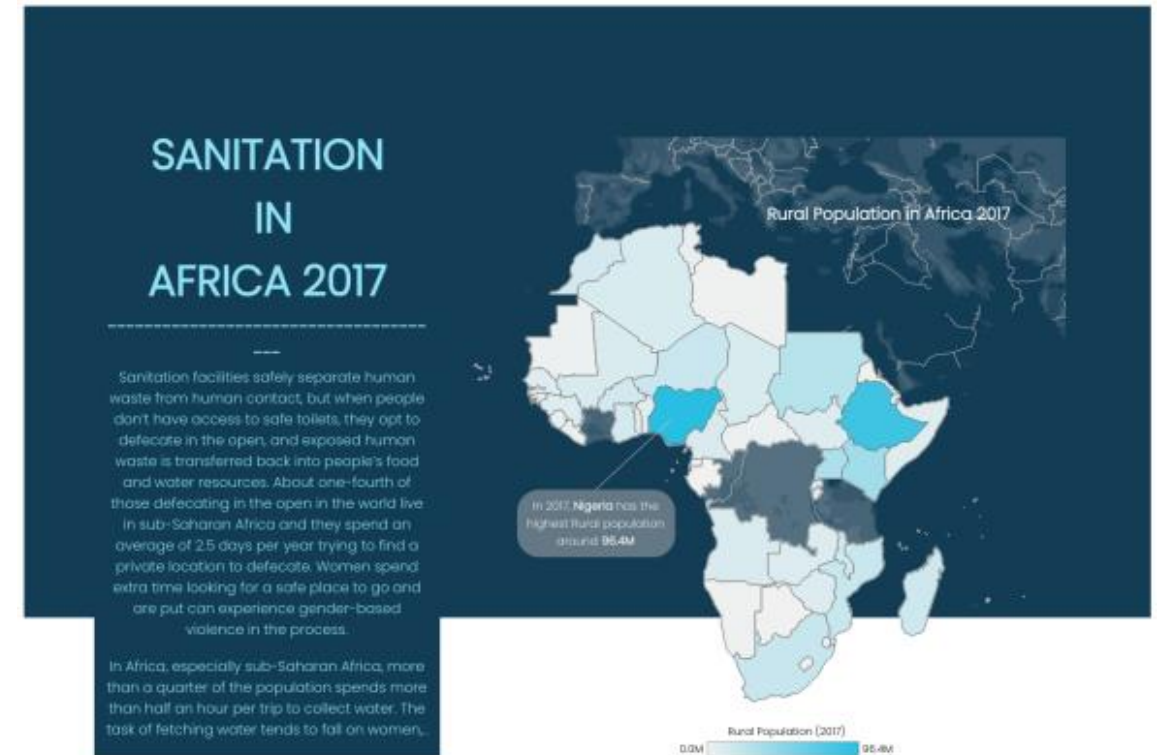 SANITATION
IN
AFRICA 2017
-----------------------------------
---
Sanitation facilities safely separate human
waste from human contact, but when people
don't have access to safe toilets, they opt to
defecate in the open, and exposed human
waste is transferred back into people's food
and water resources. About one-fourth of
those defecating in the open in the world live
in sub-Saharan Africa and they spend an
average of 2.5 days per year trying to find a
private location to defecate. Women spend
extra time looking for a safe place to go and
are put can experience gender-based
violence in the process.
In Africa, especially sub-Saharan Africa, more
than a quarter of the population spends more
than half an hour per trip to collect water. The
task of fetching water tends to fall on women,
Rural Population in Africa 2017
In 2017, Nigeria has the
highest Rural population
around 96.4M
Rural Population (2017)
0.0M 96.4M